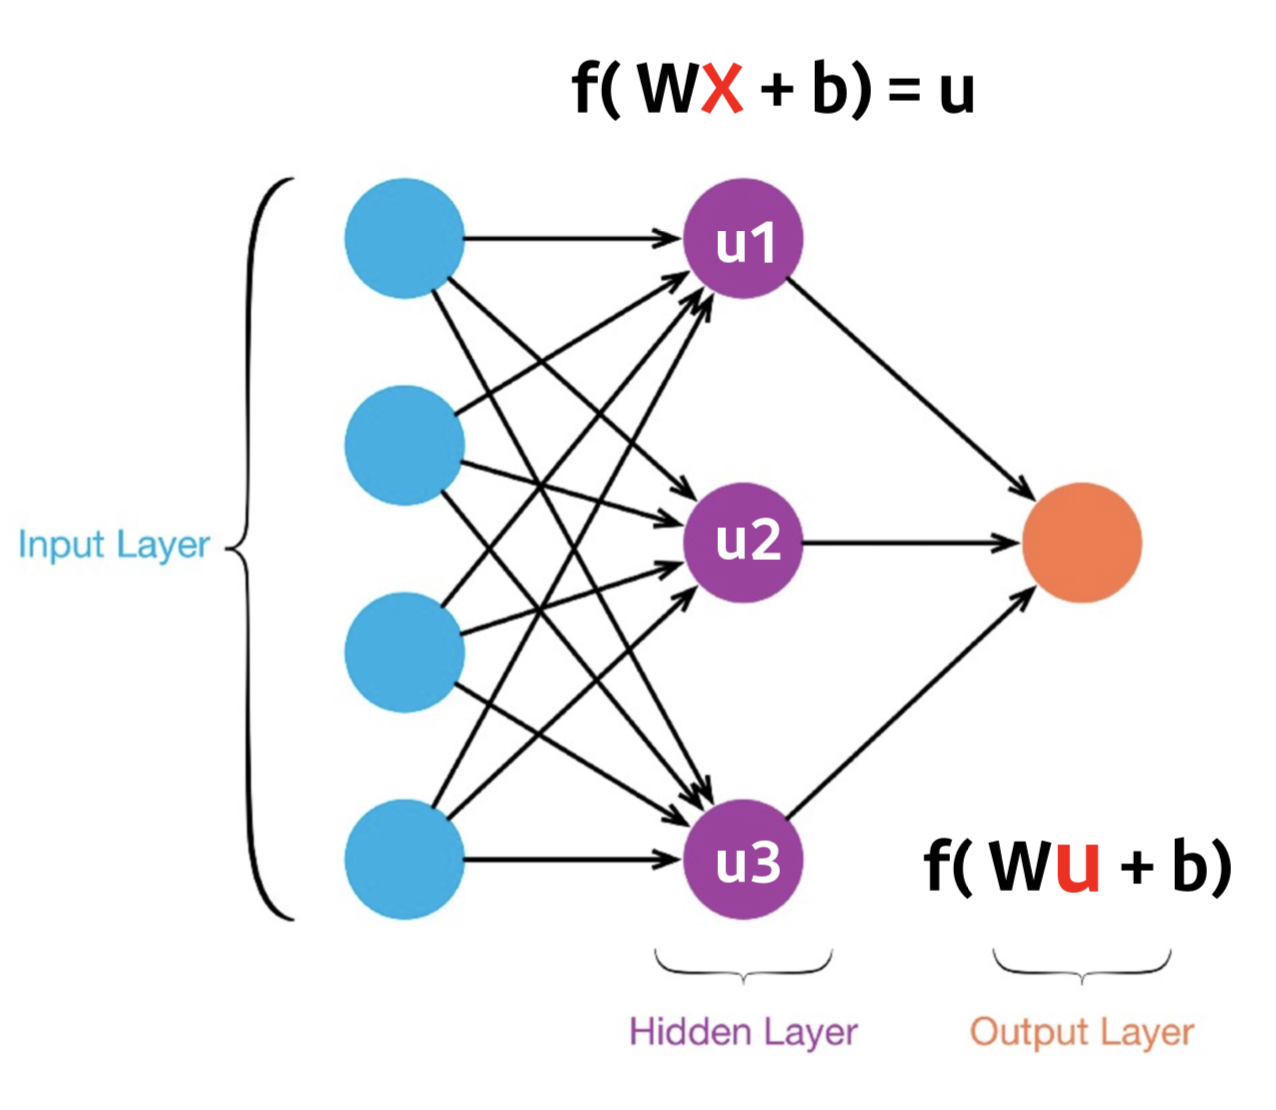 f( WX + b) = u
u1
Input Layer
u2
u3
f( Wu + b)
Hidden Layer
Output Layer